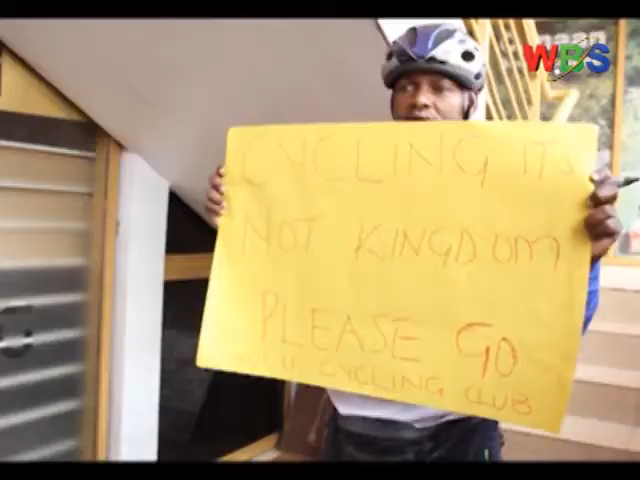 WBS
CYCLING ITS
NOT KINGDOM
PLEASE GO
CYCLING CLUB